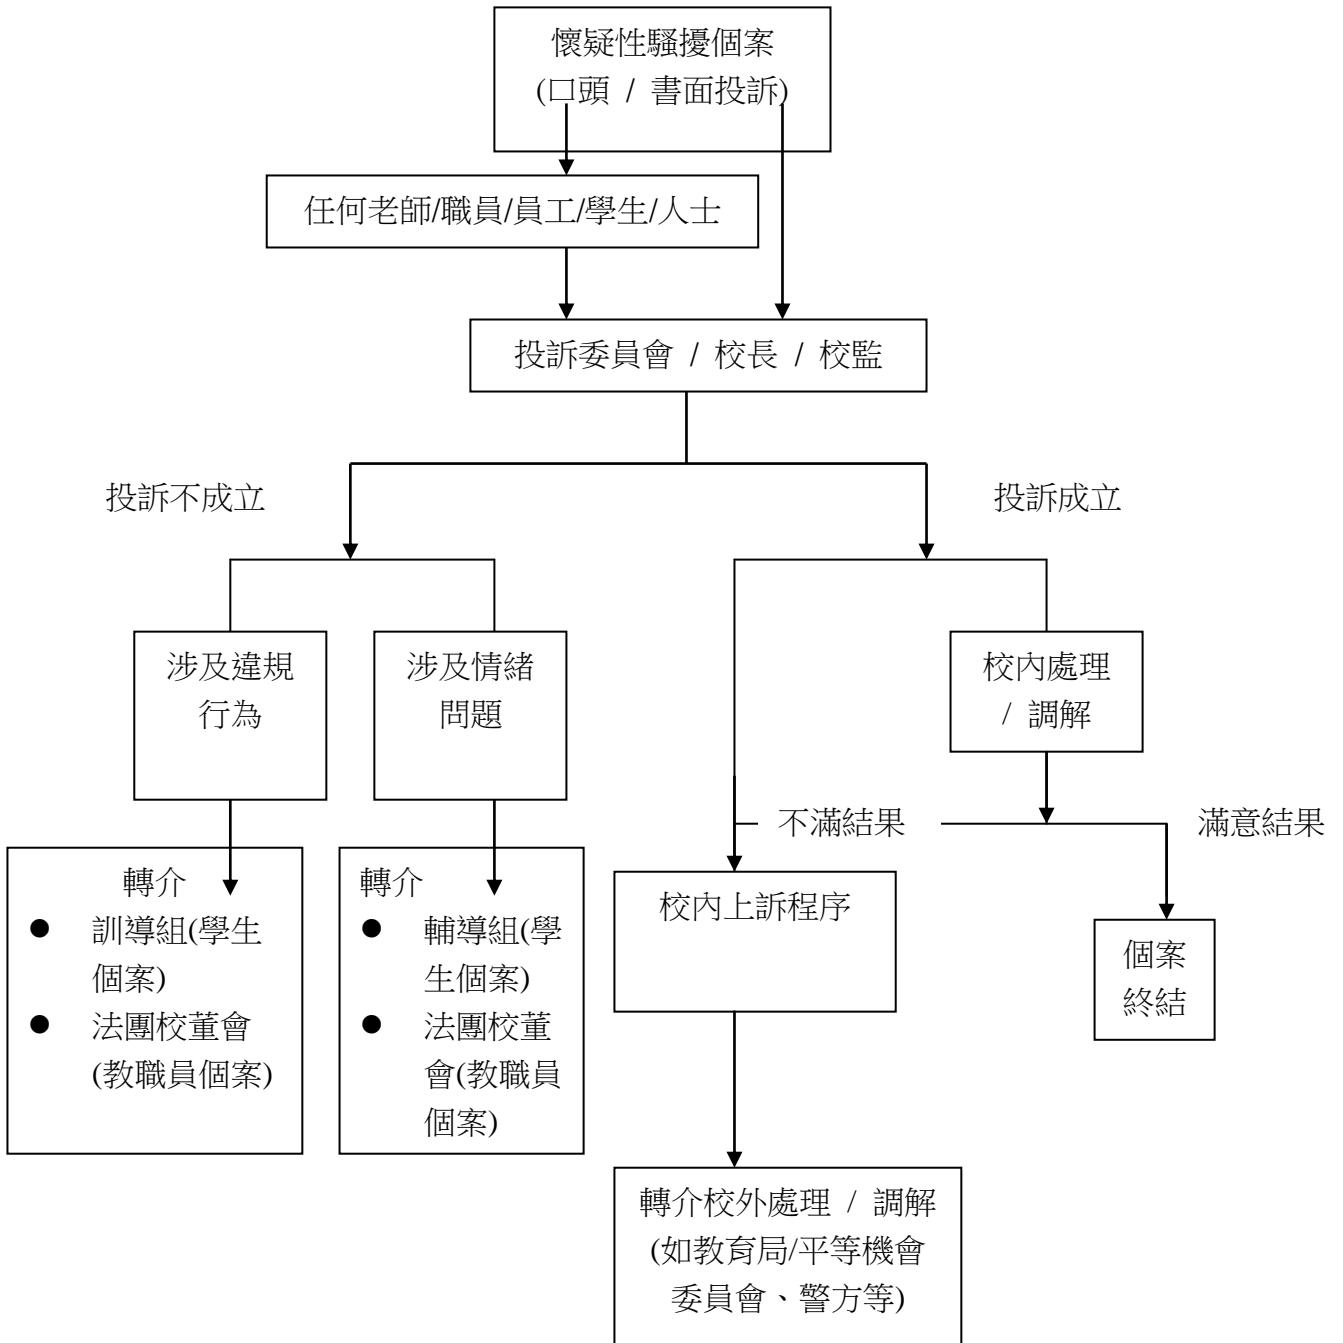 懷疑性騷擾個案
(口頭 / 書面投訴)
任何老師/職員/員工/學生/人士
投訴委員會 / 校長 / 校監
投訴不成立
投訴成立
涉及違規
行為
涉及情緒
問題
校內處理
/ 調解
不滿結果
滿意結果
轉介
● 訓導組(學生
個案)
● 法團校董會
(教職員個案)
轉介
● 輔導組(學
生個案)
● 法團校董
會(教職員
個案)
校內上訴程序
個案
終結
轉介校外處理 / 調解
(如教育局/平等機會
委員會、警方等)